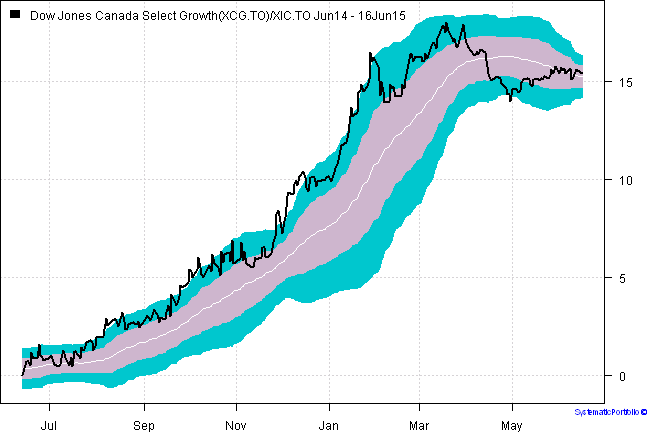 Dow Jones Canada Select Growth(XCG.TO)/XIC.TO Jun14 - 16Jun15
15
10
5
0
Jul Sep Nov Jan Mar May
SystematicPortfolio ©